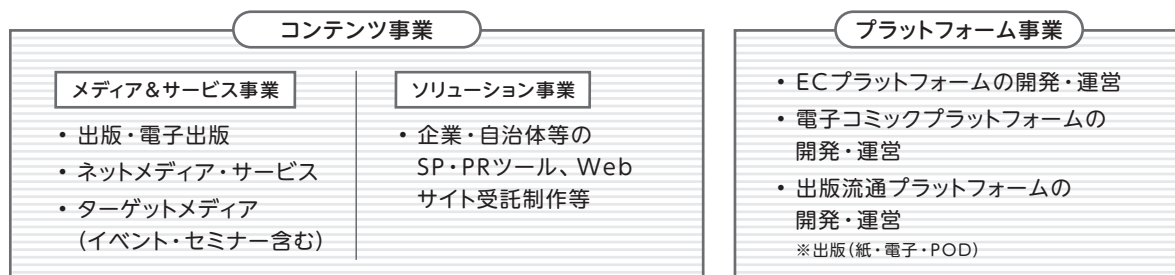 コンテンツ事業
メディア＆サービス事業
• 出版・電子出版
• ネットメディア・サービス
• ターゲットメディア
（イベント・セミナー含む）
ソリューション事業
• 企業・自治体等の
SP・PRツール、Web
サイト受託制作等
プラットフォーム事業
• ECプラットフォームの開発・運営
• 電子コミックプラットフォームの
開発・運営
• 出版流通プラットフォームの
開発・運営
※出版（紙・電子・POD）